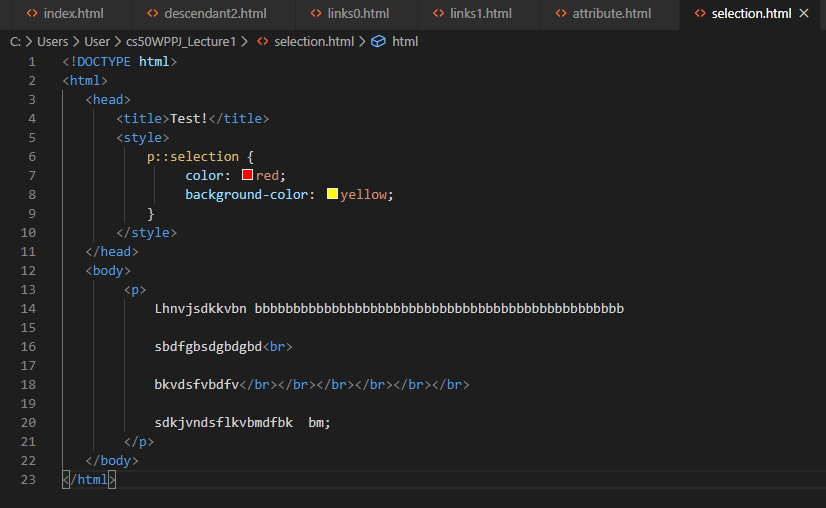 index.html descendant2.html links0.html links1.html attribute.html selection.html
C: > Users > User > cs50WPPJ_Lecture1 > selection.html > html
1 <!DOCTYPE html>
2 <html>
3 <head>
4 <title>Test!</title>
5 <style>
6 p::selection {
7 color: red;
8 background-color: yellow;
9 }
10 </style>
11 </head>
12 <body>
13 <p>
14 Lhnvjsdkkvbn bbbbbbbbbbbbbbbbbbbbbbbbbbbbbbbbbbbbbbbbbbbbbbbb
15
16 sbdfgbsdgbdgbd<br>
17
18 bkvdsfvbdfv</br></br></br></br></br></br>
19
20 sdkjvndsflkvbmdfbk  bm;
21 </p>
22 </body>
23 </html>